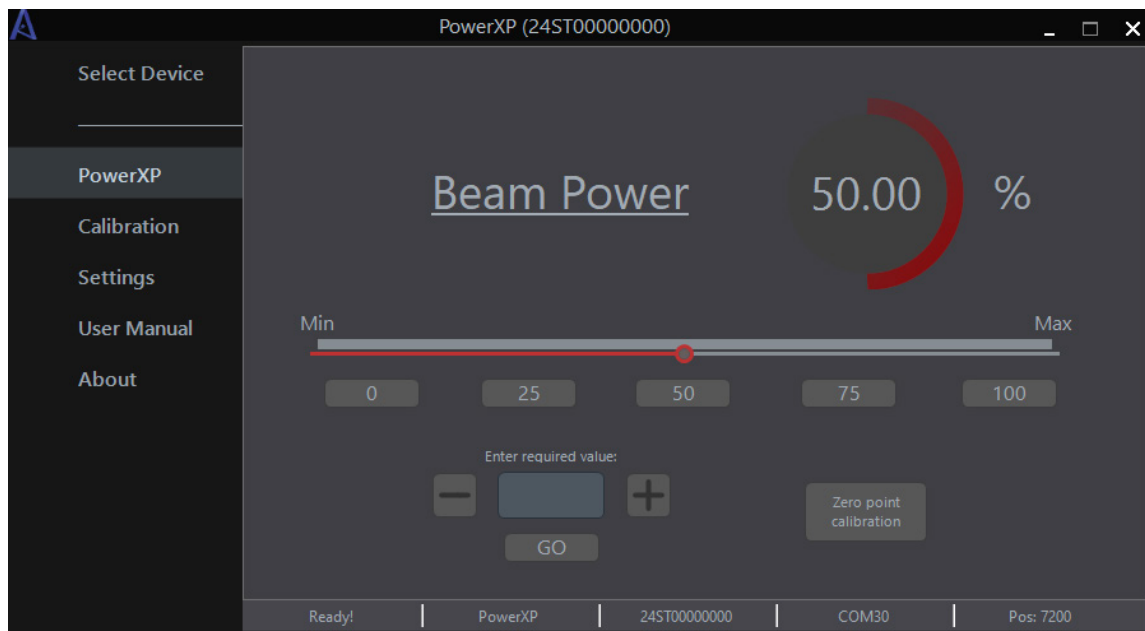 PowerXP (24ST00000000)
Select Device
PowerXP
Calibration
Settings
User Manual
About
Beam Power
50.00 %
Min Max
0 25 50 75 100
Enter required value:
GO
Zero point
calibration
Ready! PowerXP 24ST00000000 COM30 Pos: 7200